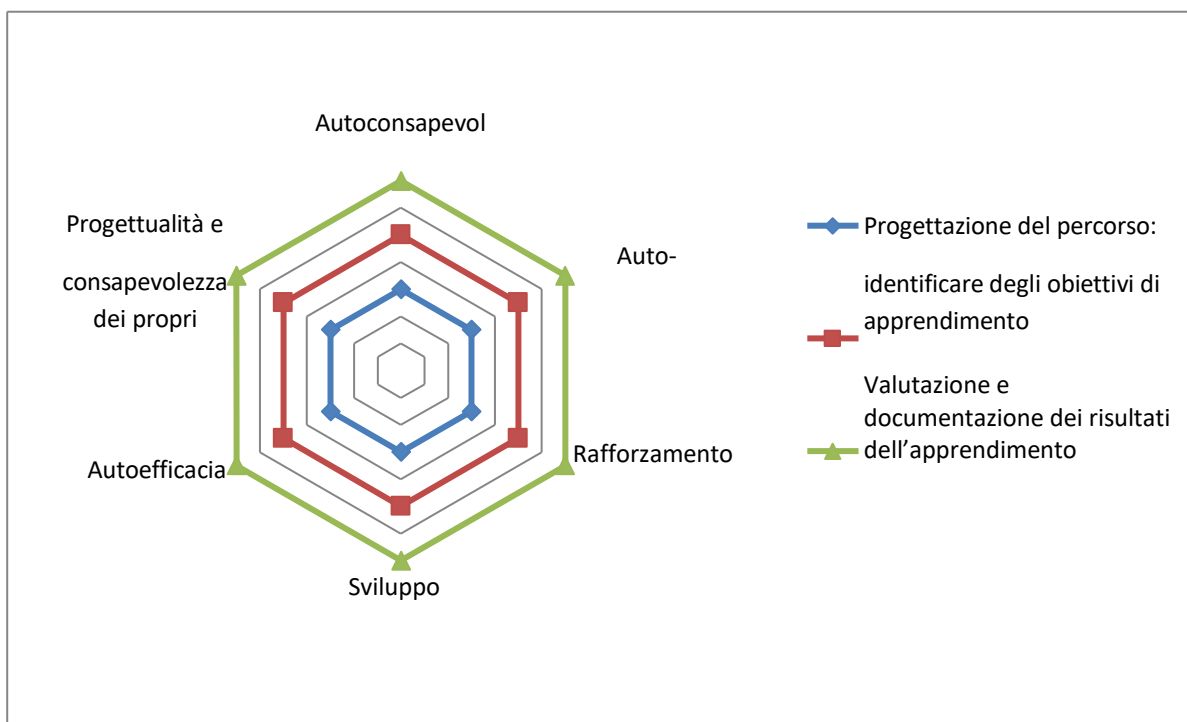 Autoconsapevol
Progettualità e
consapevolezza
dei propri
Auto-
Autoefficacia
Rafforzamento
Sviluppo
Progettazione del percorso:
identificare degli obiettivi di
apprendimento
Valutazione e
documentazione dei risultati
dell’apprendimento